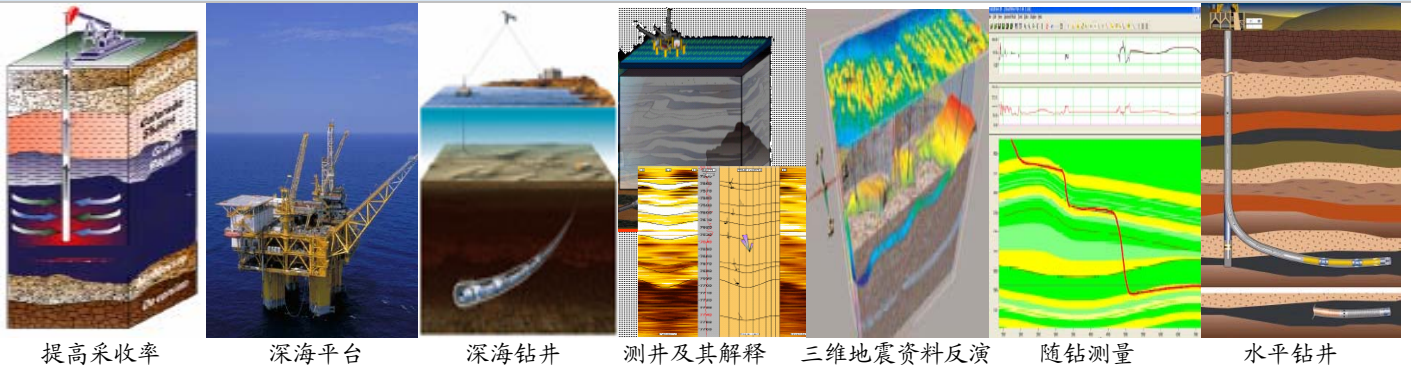 提高采收率
深海平台
深海钻井
测井及其解释
三维地震资料反演
随钻测量
水平钻井